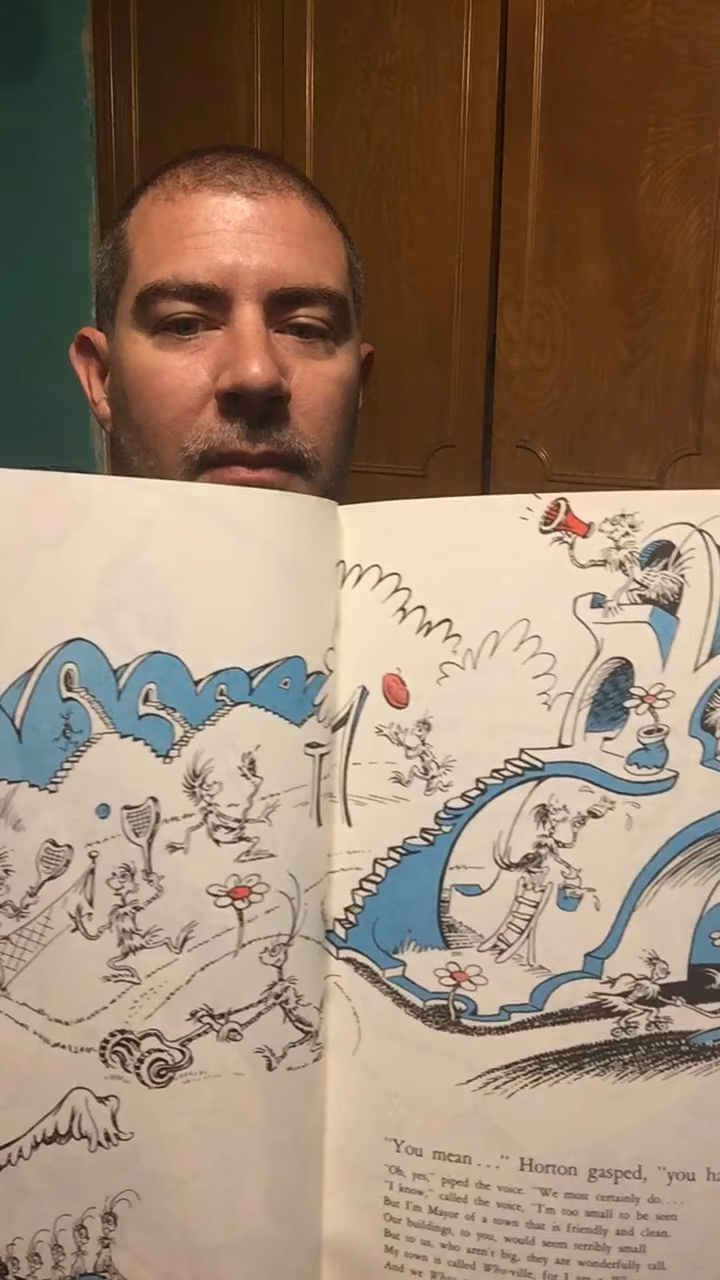 "You mean . . ." Horton gasped, "you ha
"Oh, yes," piped the voice. "We most certainly do. . . .
"I know," called the voice, "I'm too small to be seen
But I'm Mayor of a town that is friendly and clean.
Our buildings, to you, would seem terribly small
But to us, who aren't big, they are wonderfully tall.
My town is called Who-ville, for I am
And we